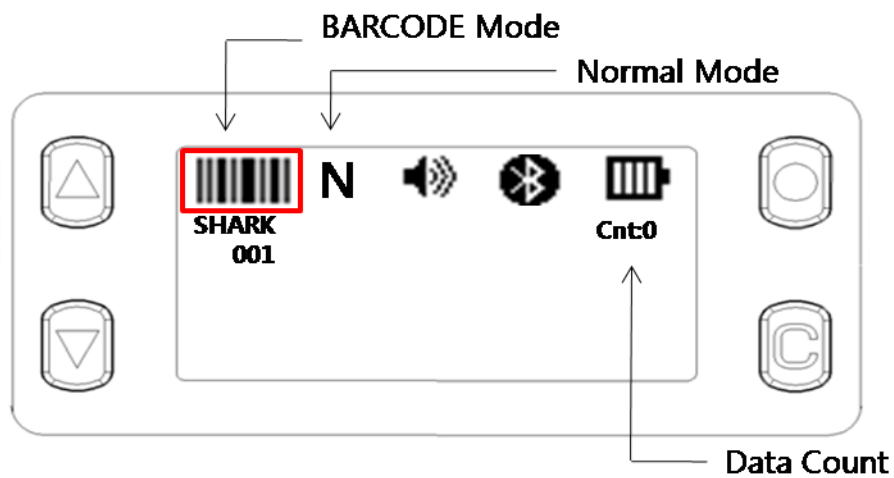 BARCODE Mode
Normal Mode
N
SHARK
001
Cnt:0
C
Data Count